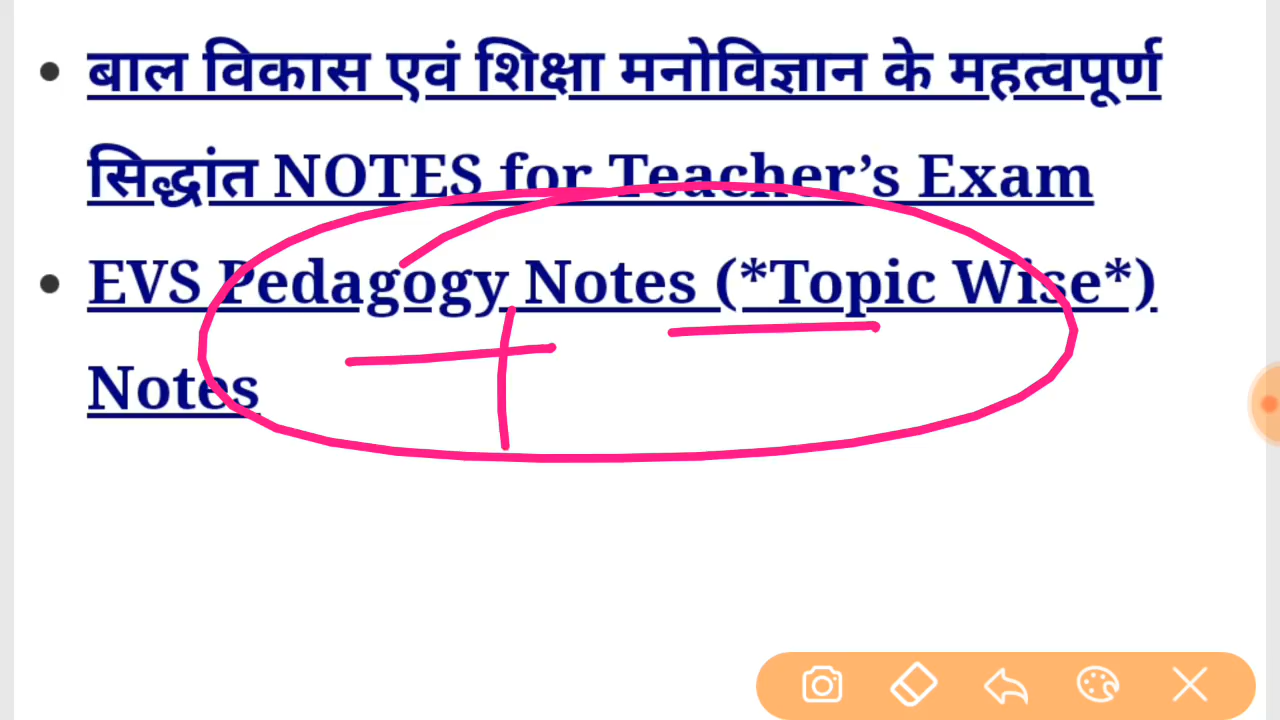 बाल विकास एवं शिक्षा मनोविज्ञान के महत्वपूर्ण
सिद्धांत NOTES for Teacher’s Exam
EVS Pedagogy Notes (*Topic Wise*)
Notes